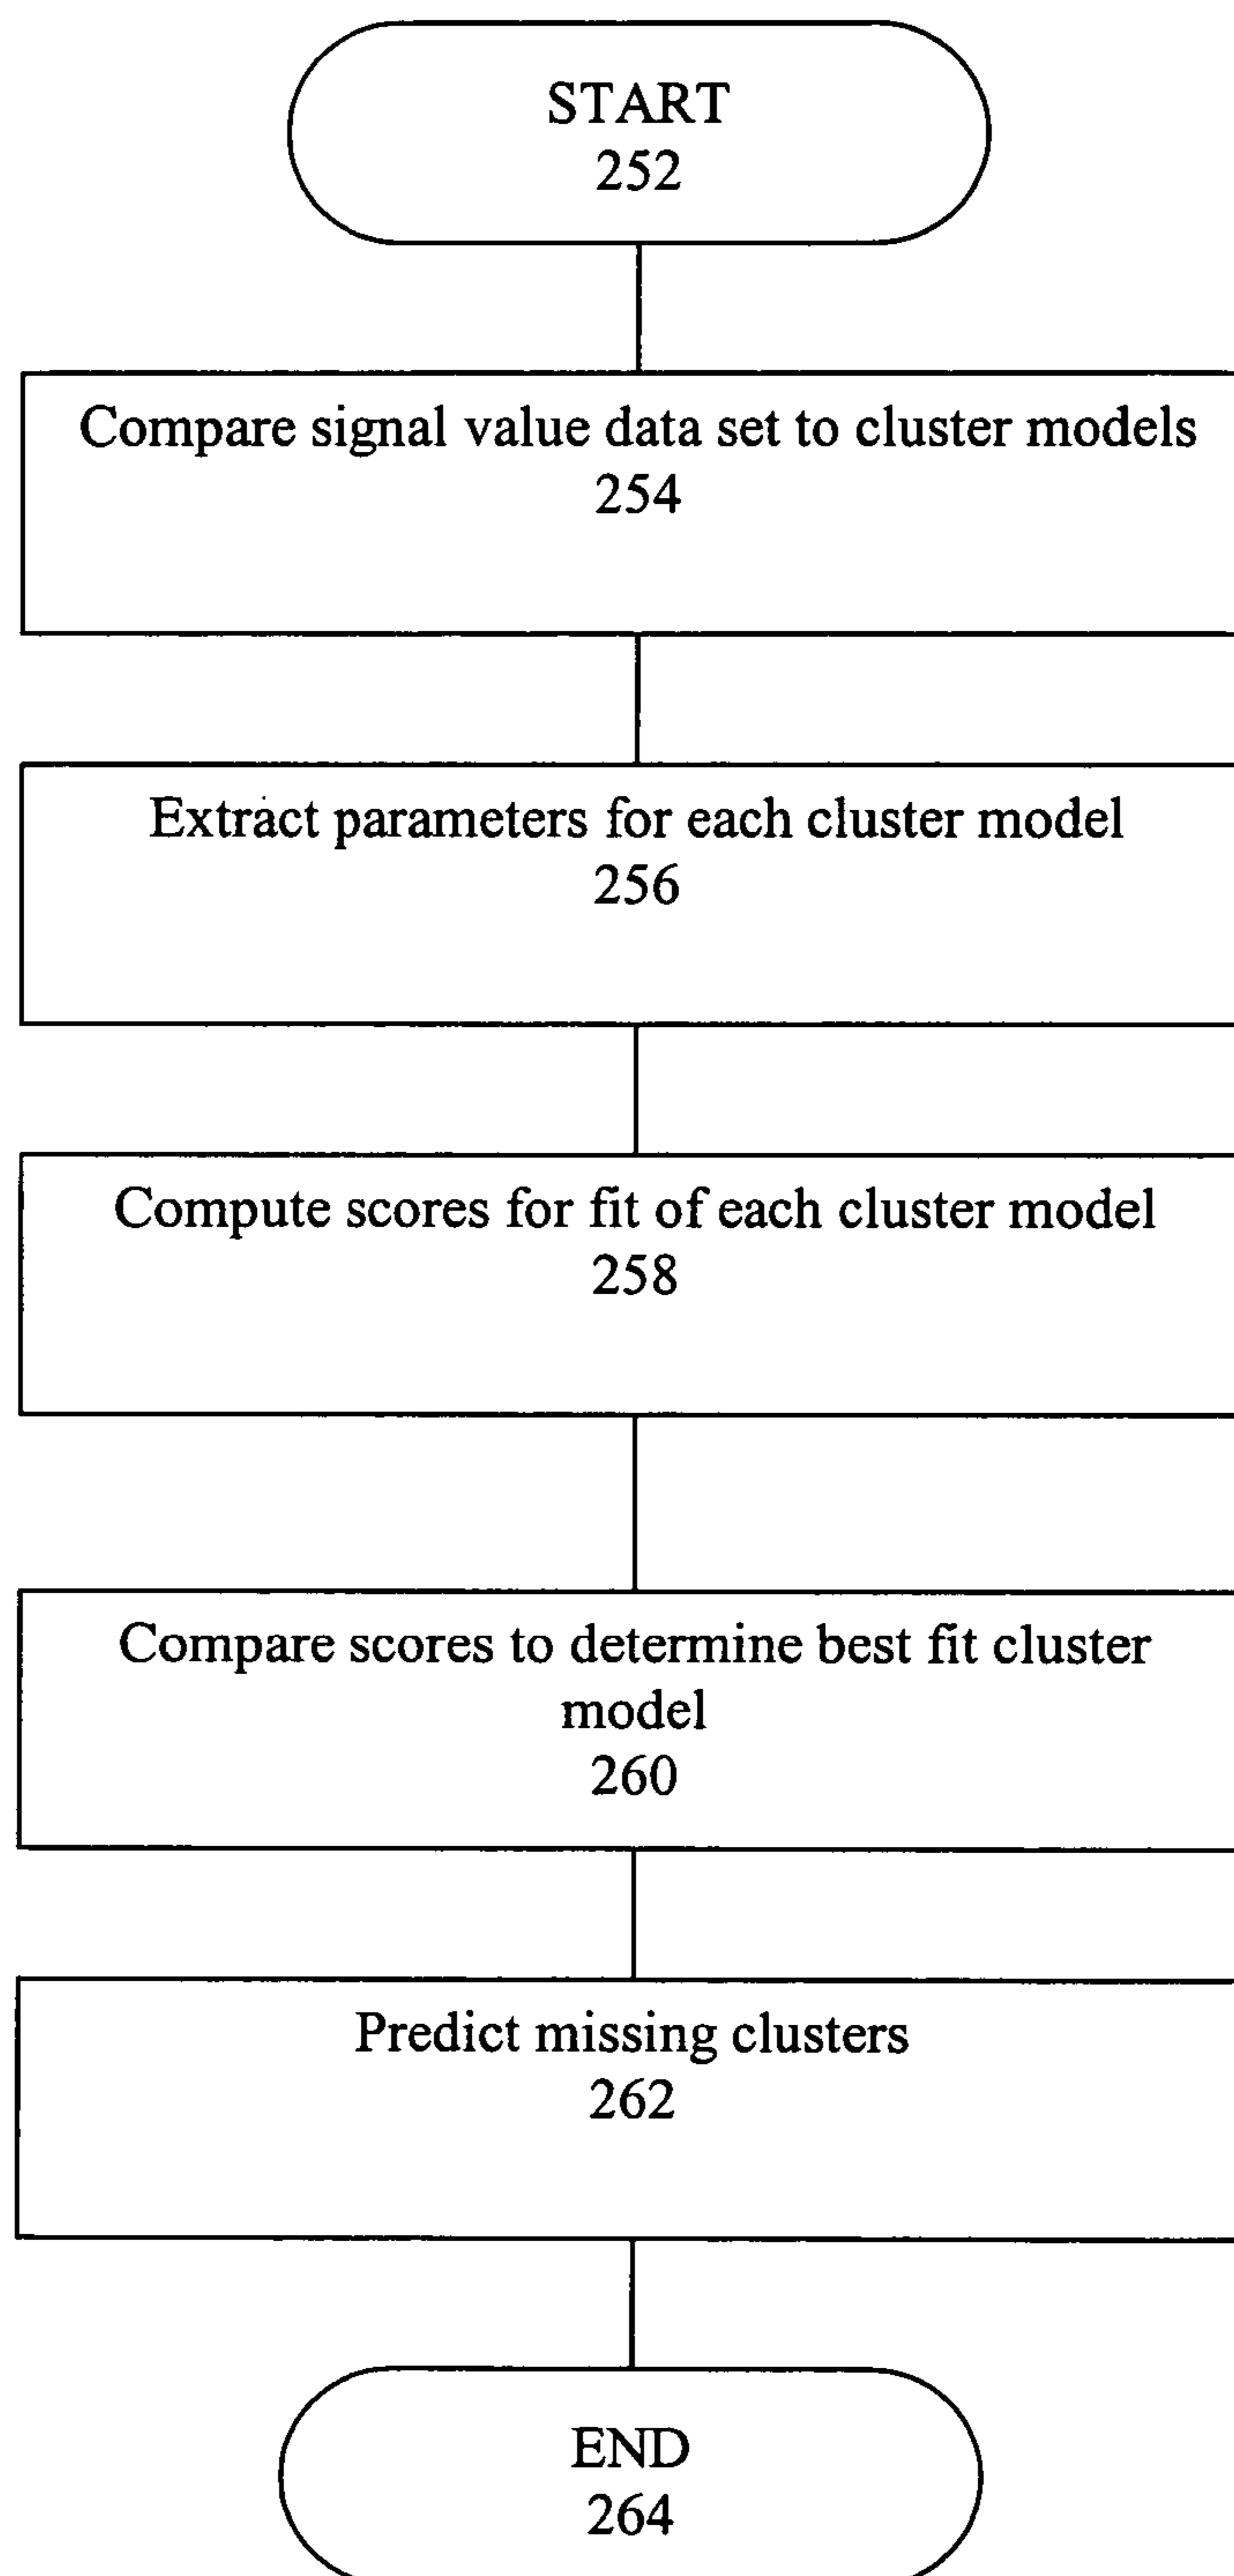 START
252
Compare signal value data set to cluster models
254
Extract parameters for each cluster model
256
Compute scores for fit of each cluster model
258
Compare scores to determine best fit cluster
model
260
Predict missing clusters
262
END
264